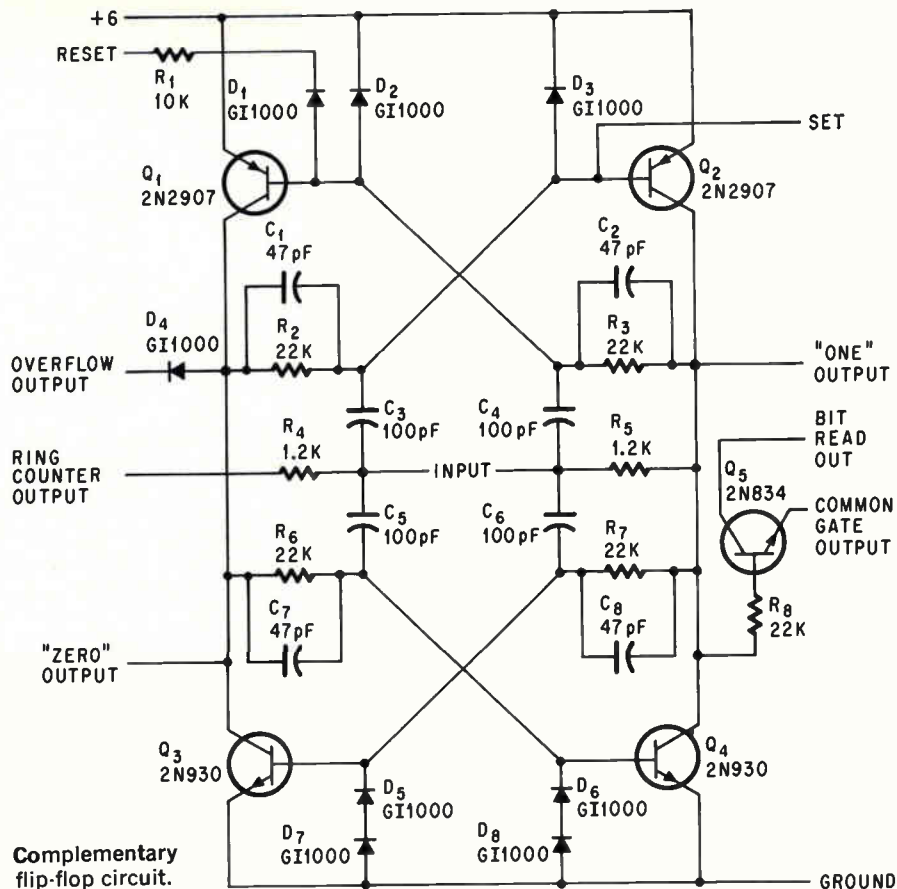 +6
RESET
R1
10K
D1
GI1000
D2
GI1000
D3
GI1000
SET
Q1
2N2907
Q2
2N2907
C1
47pF
C2
47pF
D4
GI1000
R2
22K
R3
22K
OVERFLOW
OUTPUT
"ONE"
OUTPUT
C3
100pF
C4
100pF
R4
1.2K
R5
1.2K
BIT
READ
OUT
RING
COUNTER
OUTPUT
INPUT
Q5
2N834
COMMON
GATE
OUTPUT
C5
100pF
C6
100pF
R6
22K
R7
22K
C7
47pF
C8
47pF
R8
22K
"ZERO"
OUTPUT
Q3
2N930
Q4
2N930
D5
GI1000
D6
GI1000
D7
GI1000
D8
GI1000
Complementary
flip-flop circuit.
GROUND